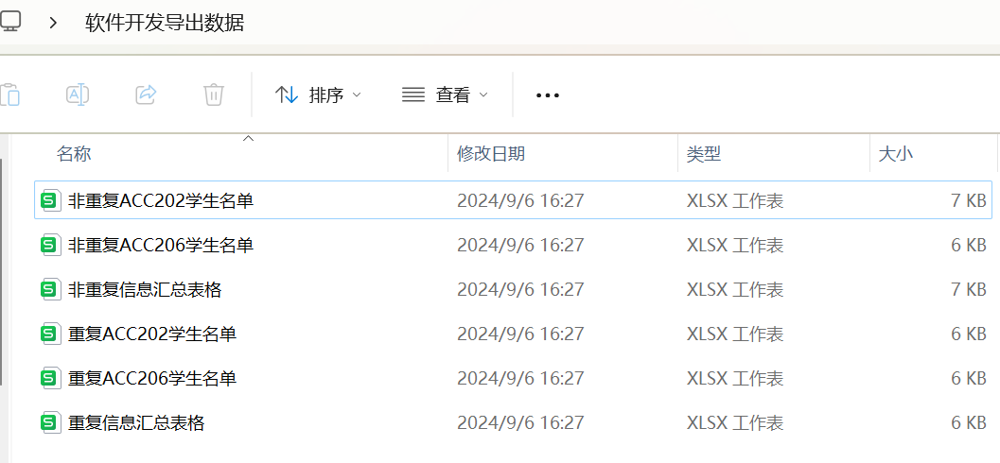 软件开发导出数据
排序 查看
名称 修改日期 类型 大小
非重复ACC202学生名单 2024/9/6 16:27 XLSX 工作表 7 KB
非重复ACC206学生名单 2024/9/6 16:27 XLSX 工作表 6 KB
非重复信息汇总表格 2024/9/6 16:27 XLSX 工作表 7 KB
重复ACC202学生名单 2024/9/6 16:27 XLSX 工作表 6 KB
重复ACC206学生名单 2024/9/6 16:27 XLSX 工作表 6 KB
重复信息汇总表格 2024/9/6 16:27 XLSX 工作表 6 KB